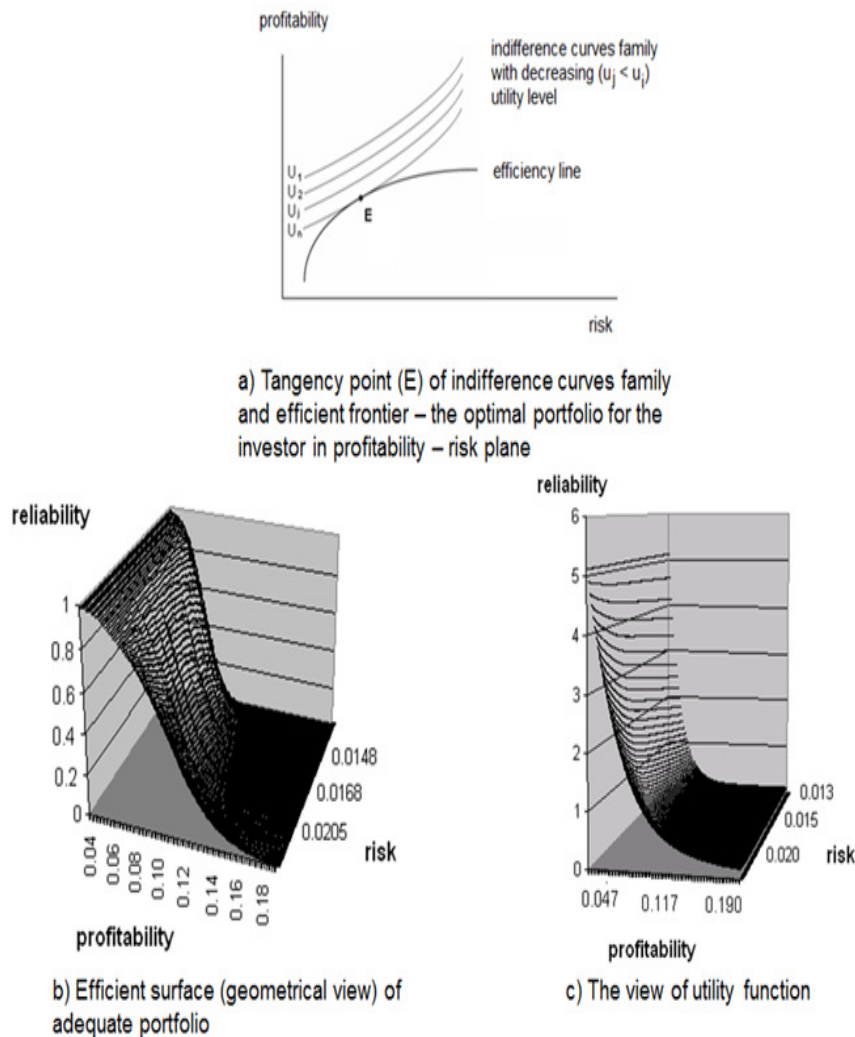 profitability
indifference curves family
with decreasing (uj < ui)
utility level
U1
U2
Uj
Un
efficiency line
E
risk
a) Tangency point (E) of indifference curves family
and efficient frontier – the optimal portfolio for the
investor in profitability – risk plane
reliability
1
0.8
0.6
0.4
0.2
0
0.04
0.06
0.08
0.10
0.12
0.14
0.16
0.18
0.0148
0.0168
0.0205
risk
profitability
b) Efficient surface (geometrical view) of
adequate portfolio
reliability
6
5
4
3
2
1
0
0.047
0.117
0.190
0.013
0.015
0.020
risk
profitability
c) The view of utility function